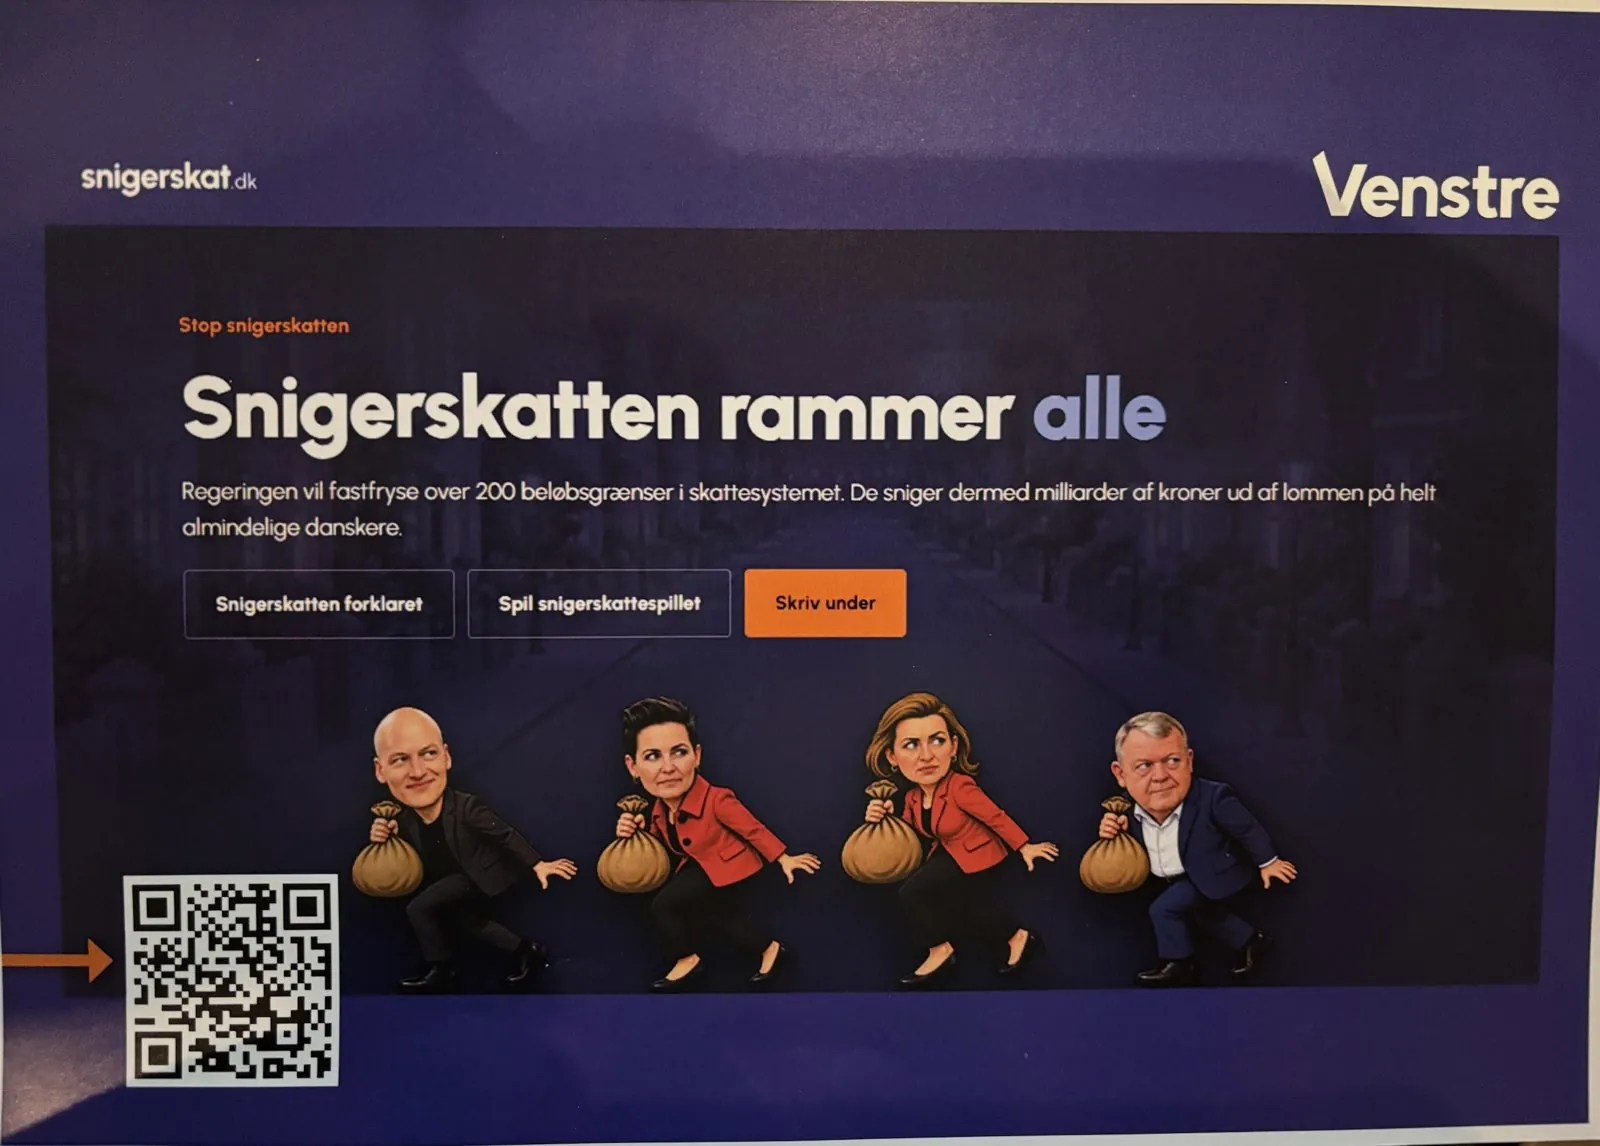 snigerskat.dk
Venstre
Stop snigerskatten
Snigerskatten rammer alle
Regeringen vil fastfryse over 200 beløbsgrænser i skattesystemet. De sniger dermed milliarder af kroner ud af lommen på helt
almindelige danskere.
Snigerskatten forklaret
Spil snigerskattespillet
Skriv under